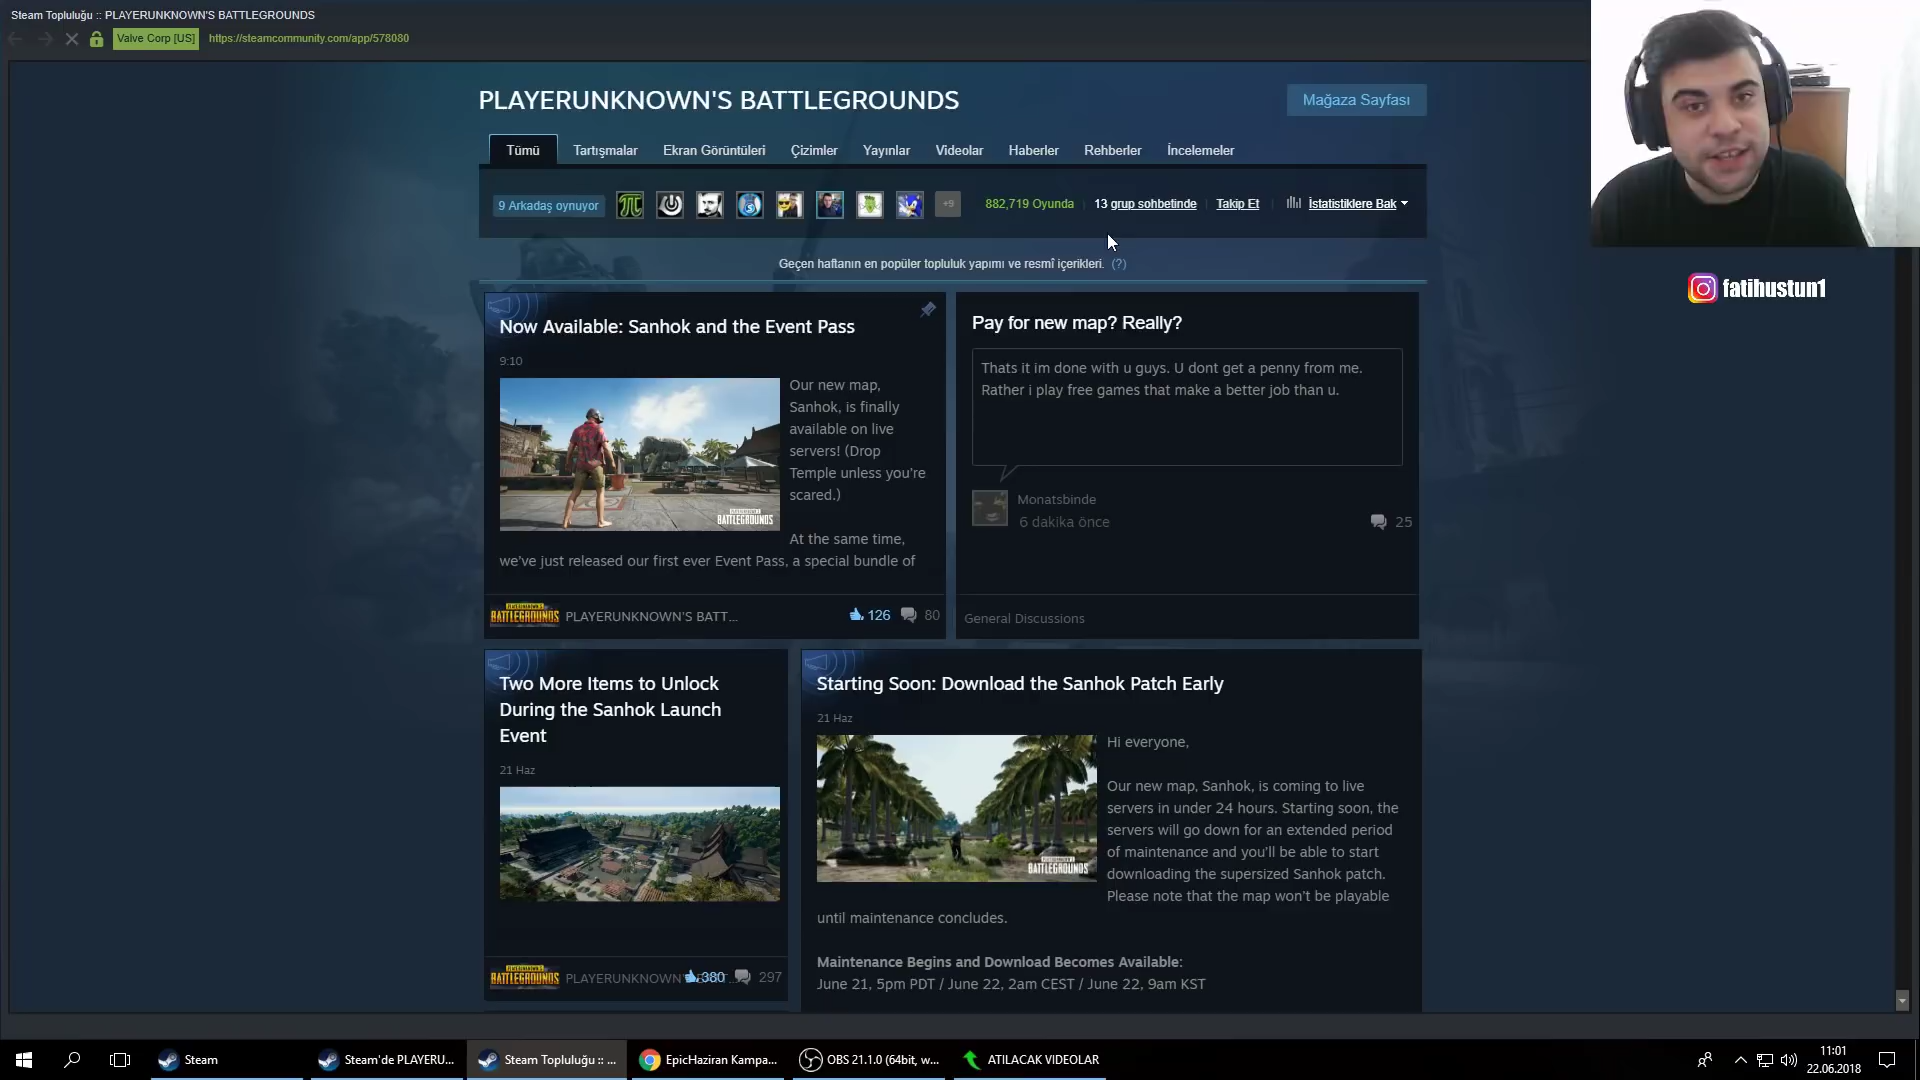 Steam Topluluğu :: PLAYERUNKNOWN'S BATTLEGROUNDS
Valve Corp [US] https://steamcommunity.com/app/578080
PLAYERUNKNOWN'S BATTLEGROUNDS
Mağaza Sayfası
Tümü Tartışmalar Ekran Görüntüleri Çizimler Yayınlar Videolar Haberler Rehberler İncelemeler
9 Arkadaş oynuyor +9 882,719 Oyunda 13 grup sohbetinde Takip Et İstatistiklere Bak
Geçen haftanın en popüler topluluk yapımı ve resmî içerikleri. (?)
fatihustun1
Now Available: Sanhok and the Event Pass
9:10
Our new map,
Sanhok, is finally
available on live
servers! (Drop
Temple unless you're
scared.)
BATTLEGROUNDS
At the same time,
we've just released our first ever Event Pass, a special bundle of
BATTLEGROUNDS PLAYERUNKNOWN'S BATT... 126 80
Pay for new map? Really?
Thats it im done with u guys. U dont get a penny from me.
Rather i play free games that make a better job than u.
Monatsbinde
6 dakika önce
25
General Discussions
Two More Items to Unlock
During the Sanhok Launch
Event
21 Haz
BATTLEGROUNDS PLAYERUNKNOWN'S 380 297
Starting Soon: Download the Sanhok Patch Early
21 Haz
Hi everyone,
Our new map, Sanhok, is coming to live
servers in under 24 hours. Starting soon, the
servers will go down for an extended period
of maintenance and you'll be able to start
downloading the supersized Sanhok patch.
Please note that the map won't be playable
BATTLEGROUNDS
until maintenance concludes.
Maintenance Begins and Download Becomes Available:
June 21, 5pm PDT / June 22, 2am CEST / June 22, 9am KST
Steam Steam'de PLAYERU... Steam Topluluğu :: ... EpicHaziran Kampa... OBS 21.1.0 (64bit, w... ATILACAK VIDEOLAR
11:01
22.06.2018